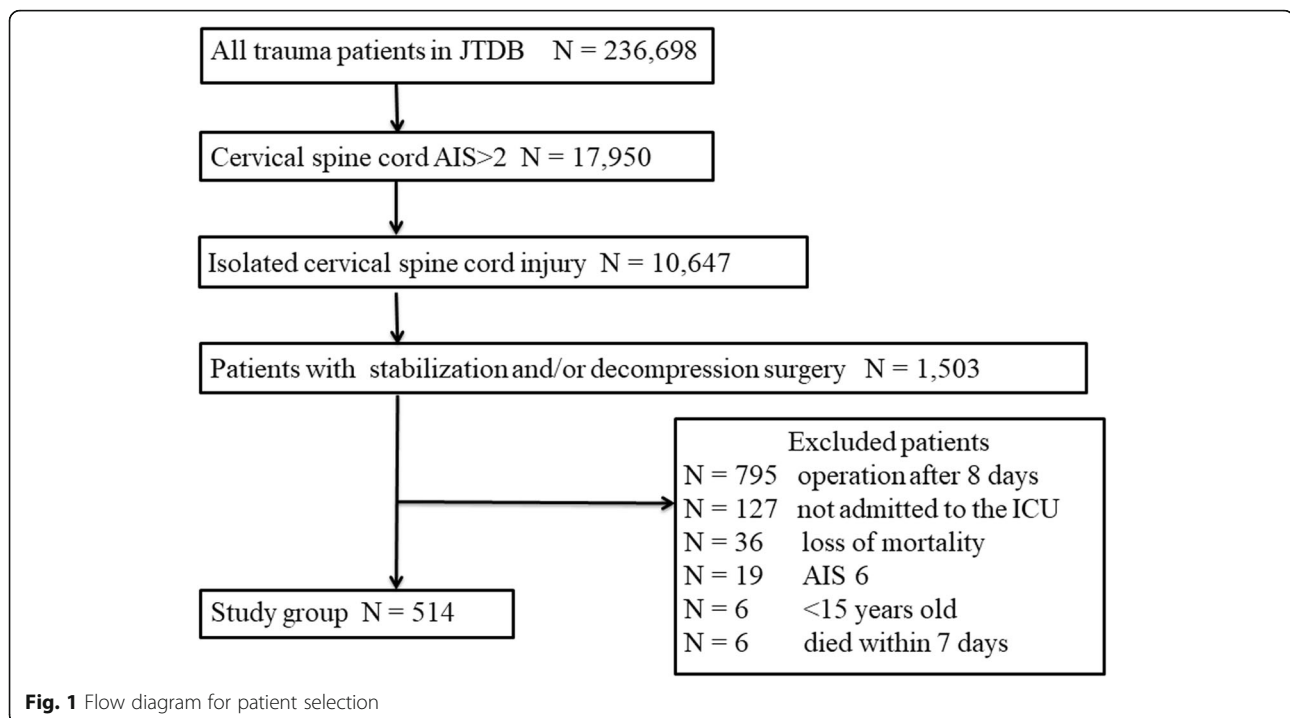 All trauma patients in JTDB N = 236,698
Cervical spine cord AIS>2 N = 17,950
Isolated cervical spine cord injury N = 10,647
Patients with stabilization and/or decompression surgery N = 1,503
Excluded patients
N = 795 operation after 8 days
N = 127 not admitted to the ICU
N = 36 loss of mortality
N = 19 AIS 6
N = 6 <15 years old
N = 6 died within 7 days
Study group N = 514
Fig. 1 Flow diagram for patient selection